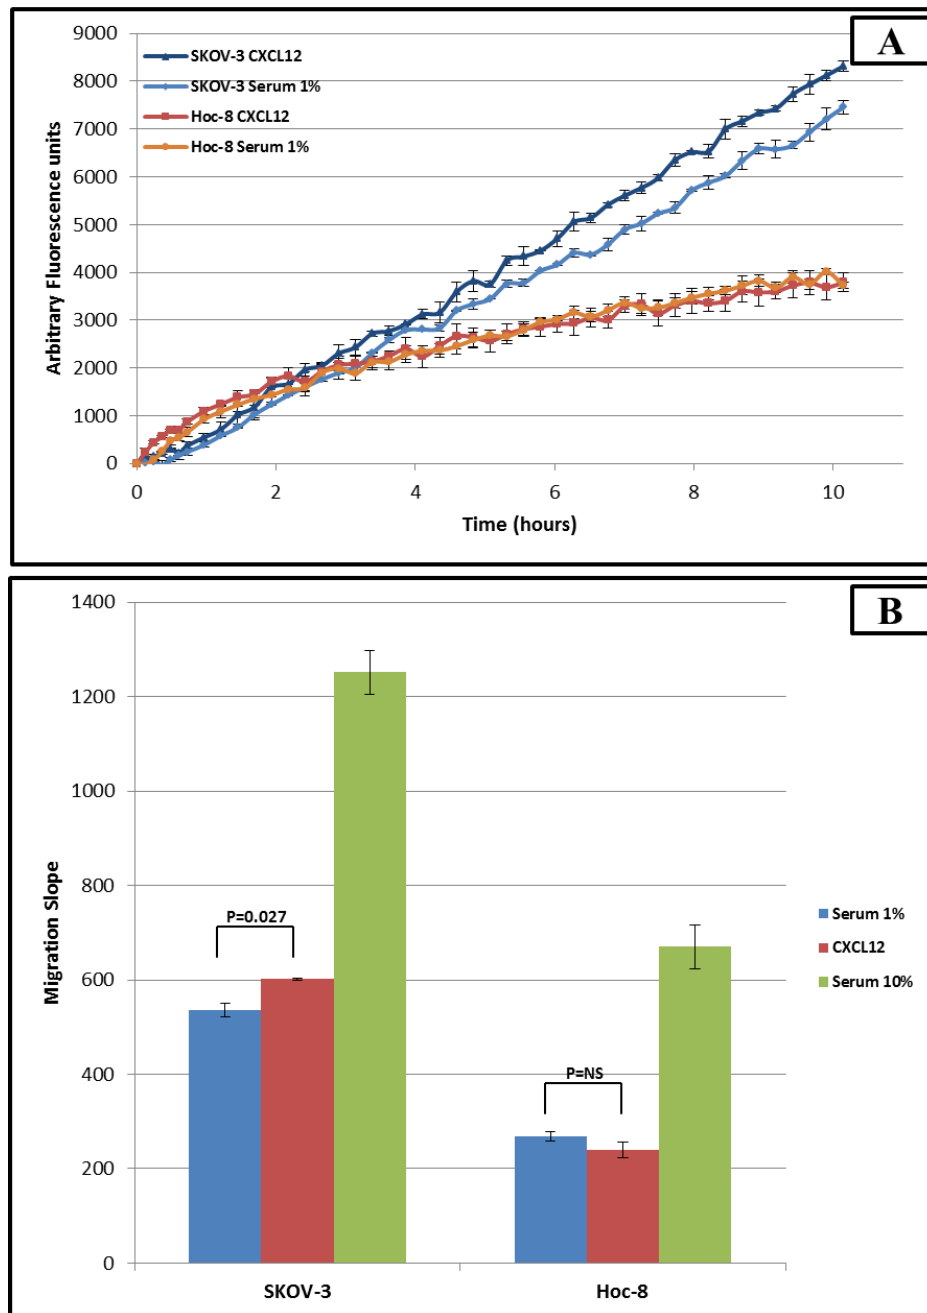 A
9000
8000
7000
6000
5000
4000
3000
2000
1000
0
Arbitrary Fluorescence units
SKOV-3 CXCL12
SKOV-3 Serum 1%
Hoc-8 CXCL12
Hoc-8 Serum 1%
0 2 4 6 8 10
Time (hours)
B
1400
1200
1000
800
600
400
200
0
Migration Slope
P=0.027
P=NS
Serum 1%
CXCL12
Serum 10%
SKOV-3 Hoc-8